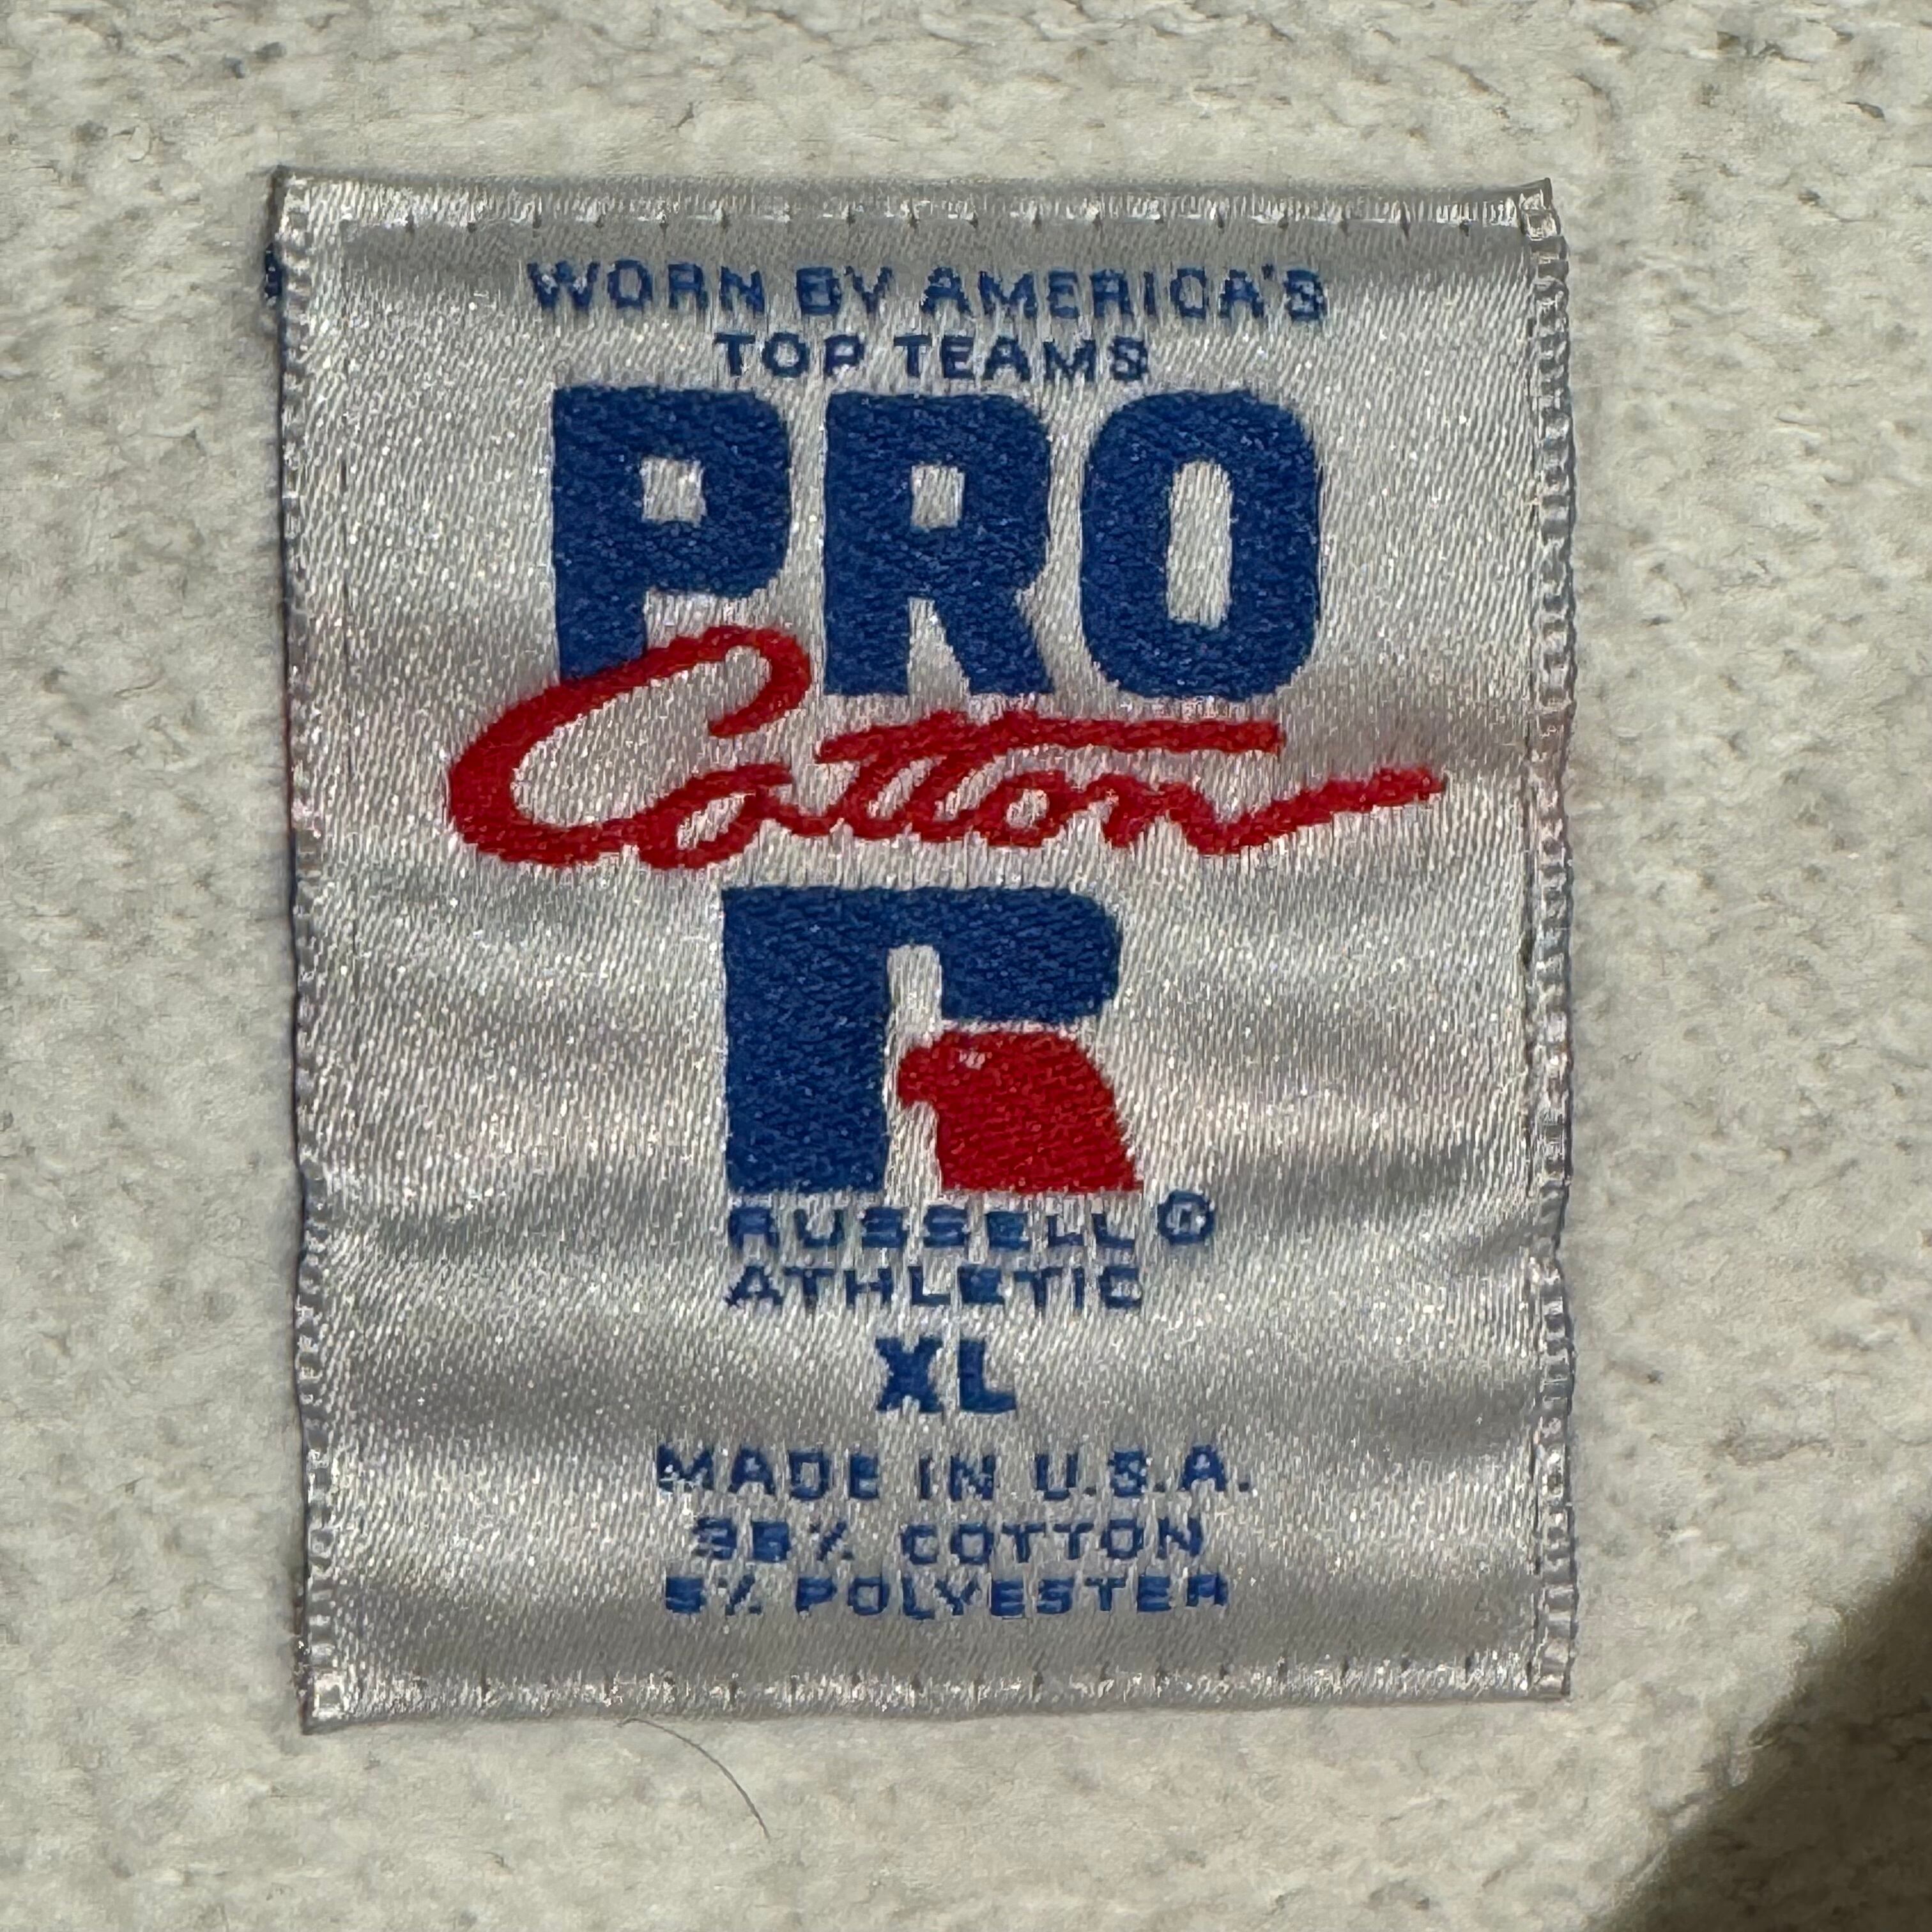 WORN BY AMERICA'S
TOP TEAMS
PRO
Cotton
R
RUSSELL ®
ATHLETIC
XL
MADE IN U.S.A.
95% COTTON
5% POLYESTER